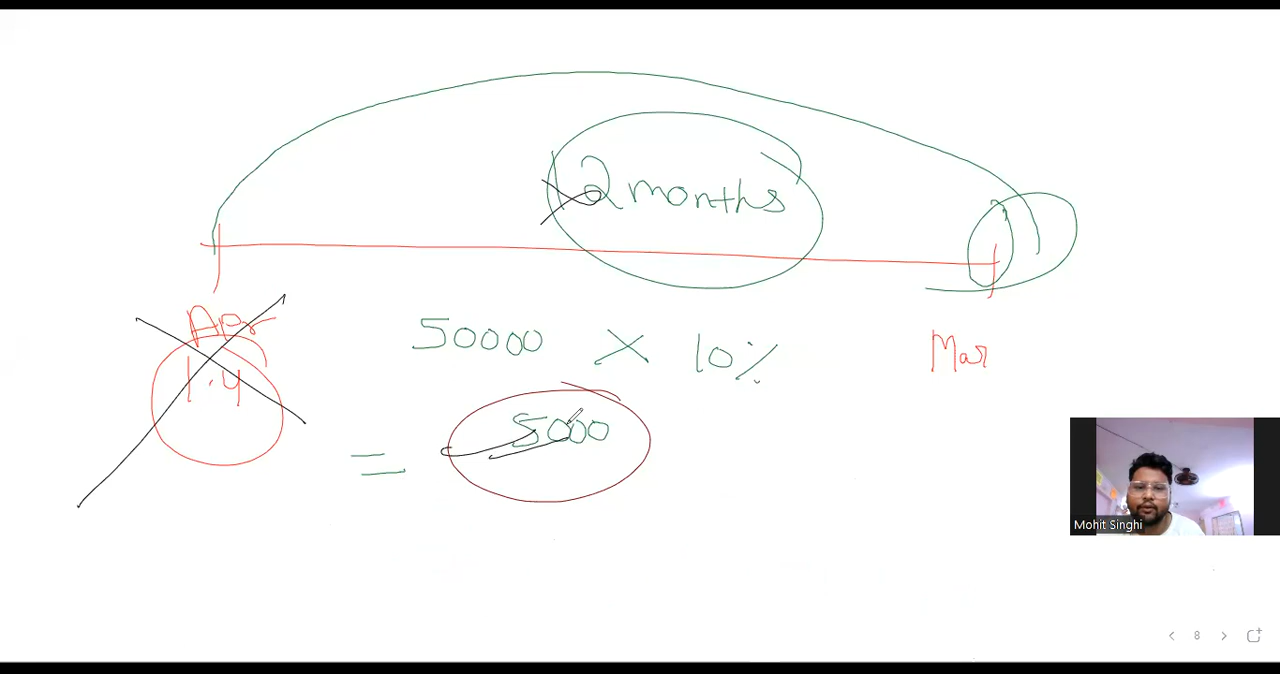 12 months
Apr
1.4
50000 × 10%
Mar
= 5000
Mohit Singhi
8